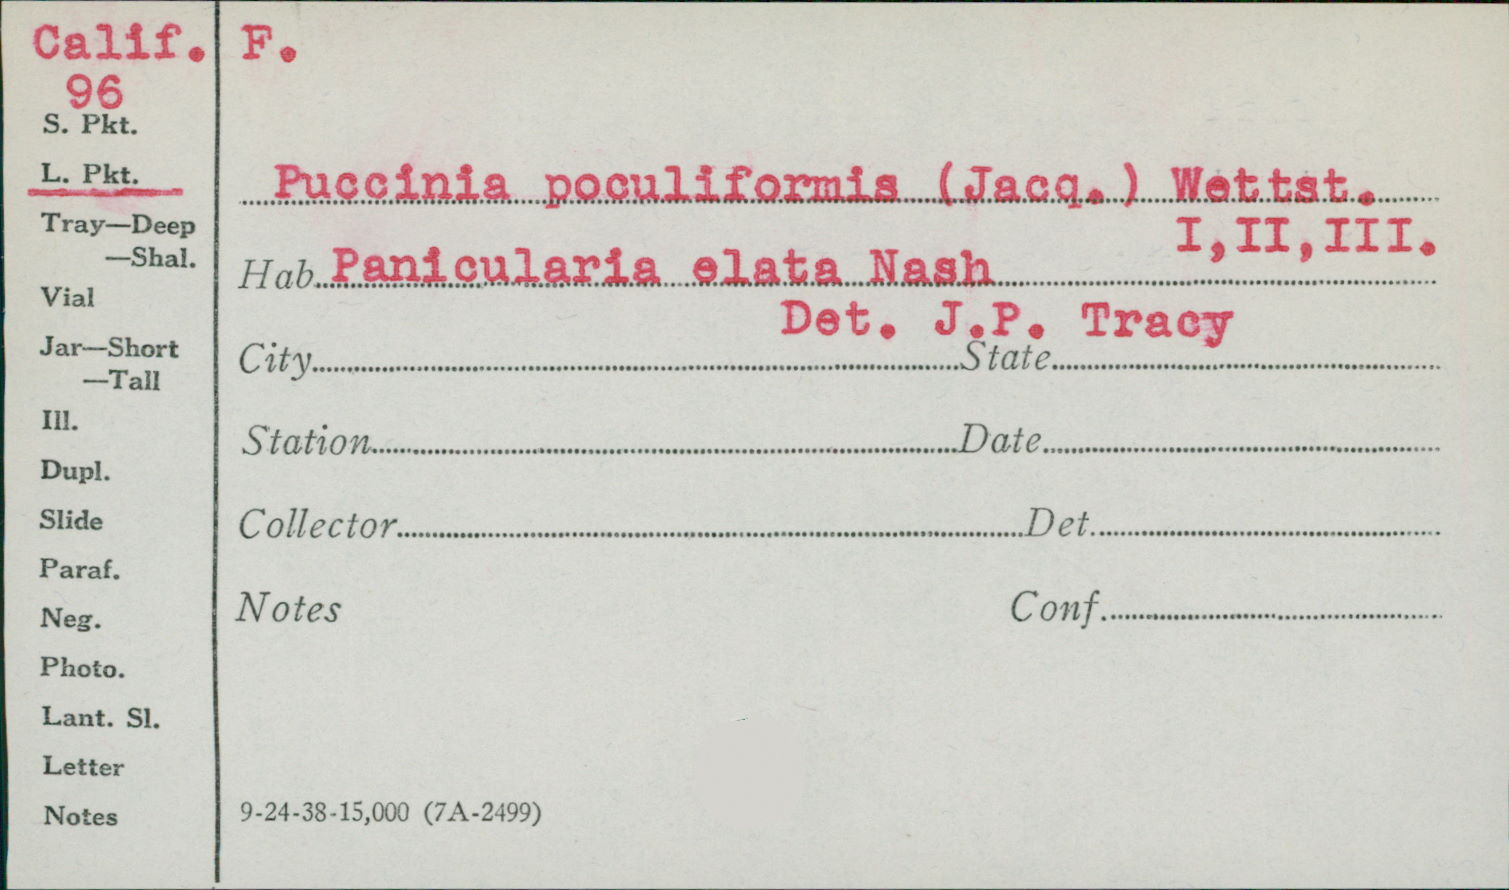 Calif. F.
96
S. Pkt.
L. Pkt.
Puccinia poculiformis (Jacq.) Wettst.
I,II,III.
Tray—Deep
—Shal.
Hab. Panicularia elata Nash
Det. J.P. Tracy
Vial
Jar—Short
—Tall
City State
Ill.
Station Date
Dupl.
Slide
Collector Det.
Paraf.
Neg.
Notes Conf.
Photo.
Lant. Sl.
Letter
Notes
9-24-38-15,000 (7A-2499)